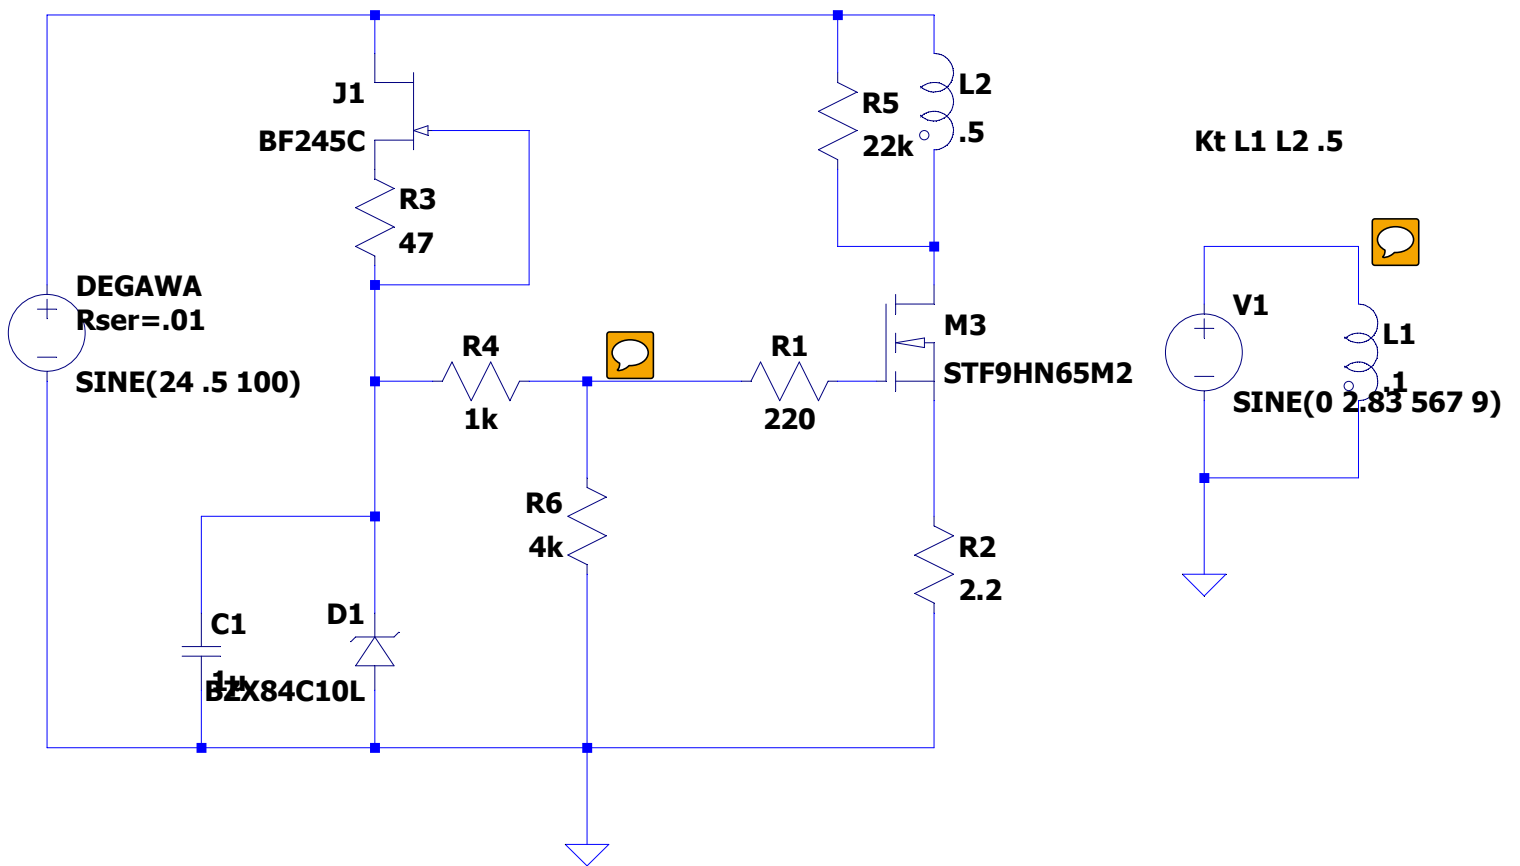 J1
BF245C
R3
47
DEGAWA
Rser=.01
SINE(24 .5 100)
R4
1k
R1
220
R5
22k
L2
.5
Kt L1 L2 .5
M3
STF9HN65M2
V1
SINE(0 2.83 567 9)
L1
.1
R6
4k
R2
2.2
C1
1µ
D1
BZX84C10L